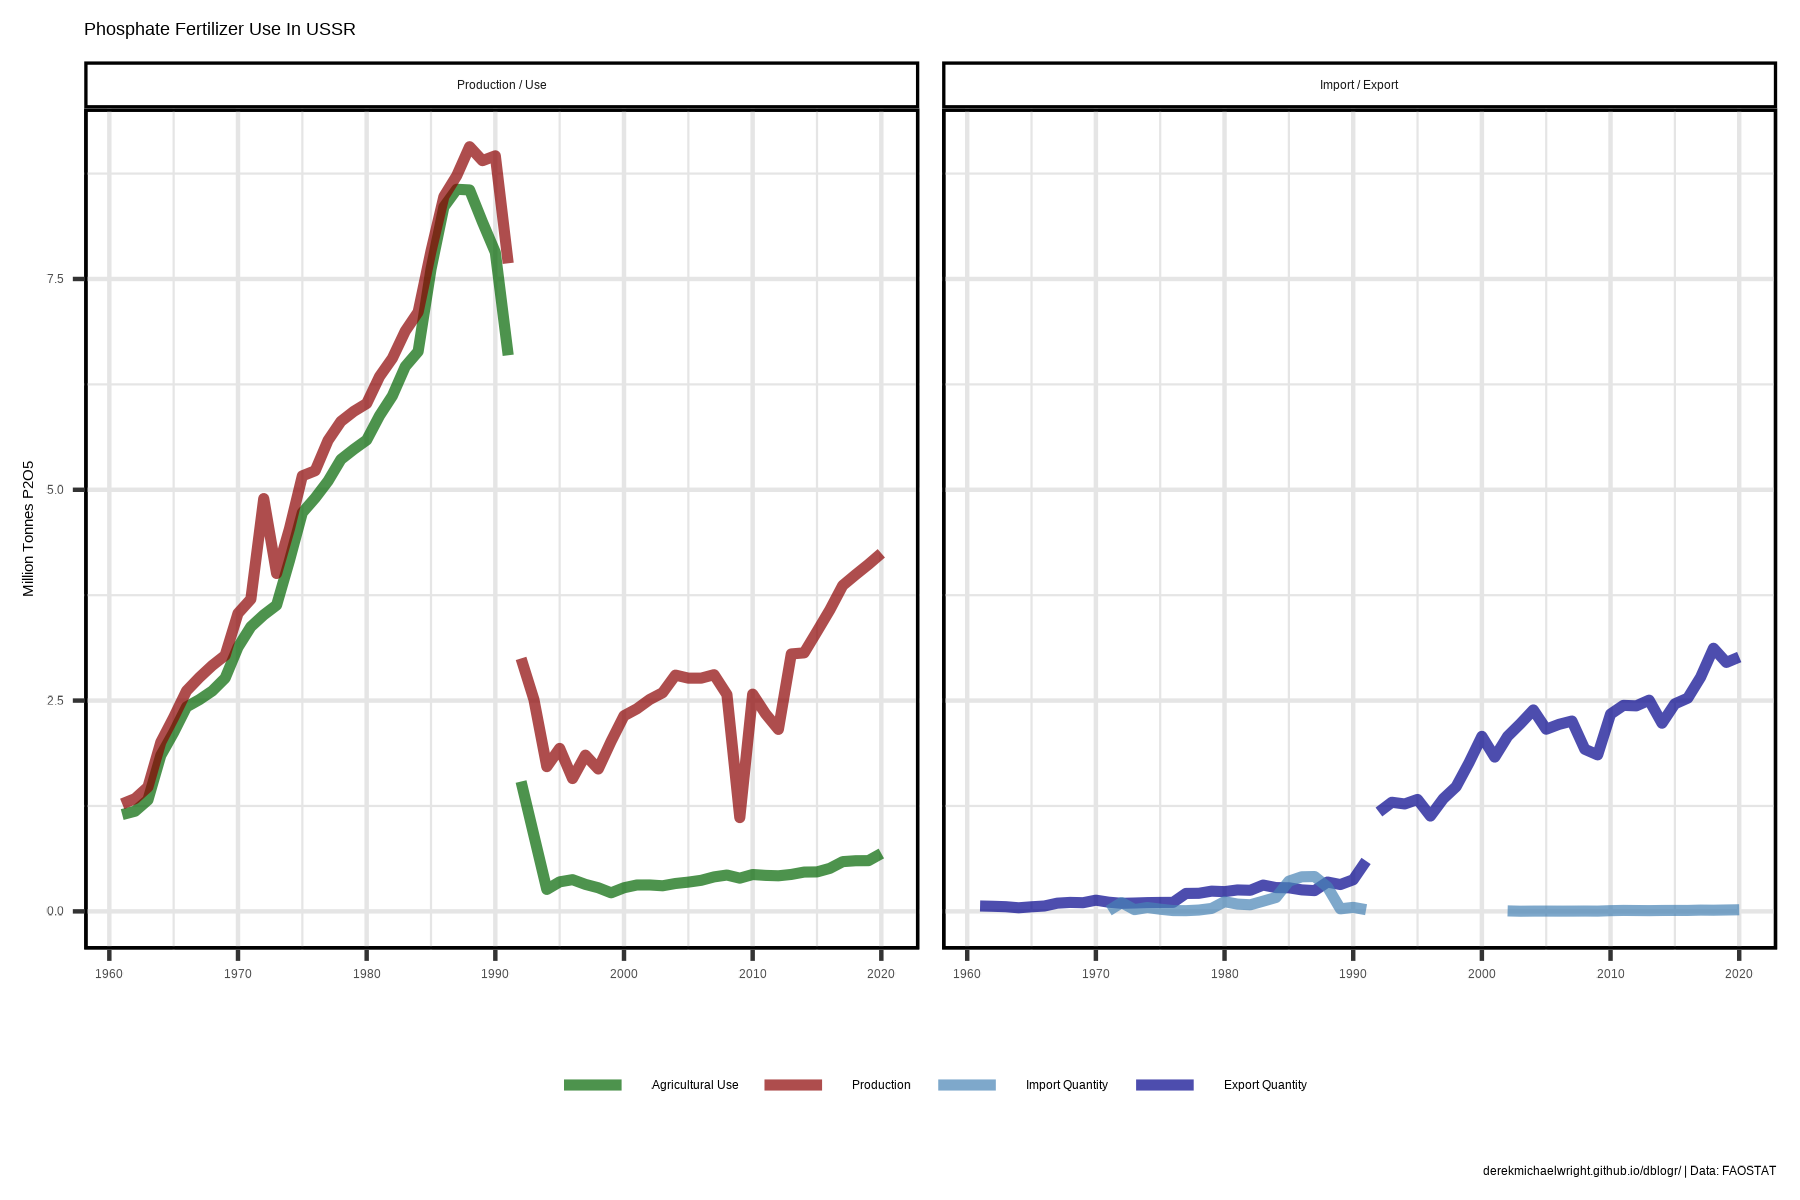 Phosphate Fertilizer Use In USSR
Production / Use
Import / Export
Million Tonnes P2O5
7.5
5.0
2.5
0.0
1960 1970 1980 1990 2000 2010 2020
1960 1970 1980 1990 2000 2010 2020
Agricultural Use Production Import Quantity Export Quantity
derekmichaelwright.github.io/dblogr/ | Data: FAOSTAT